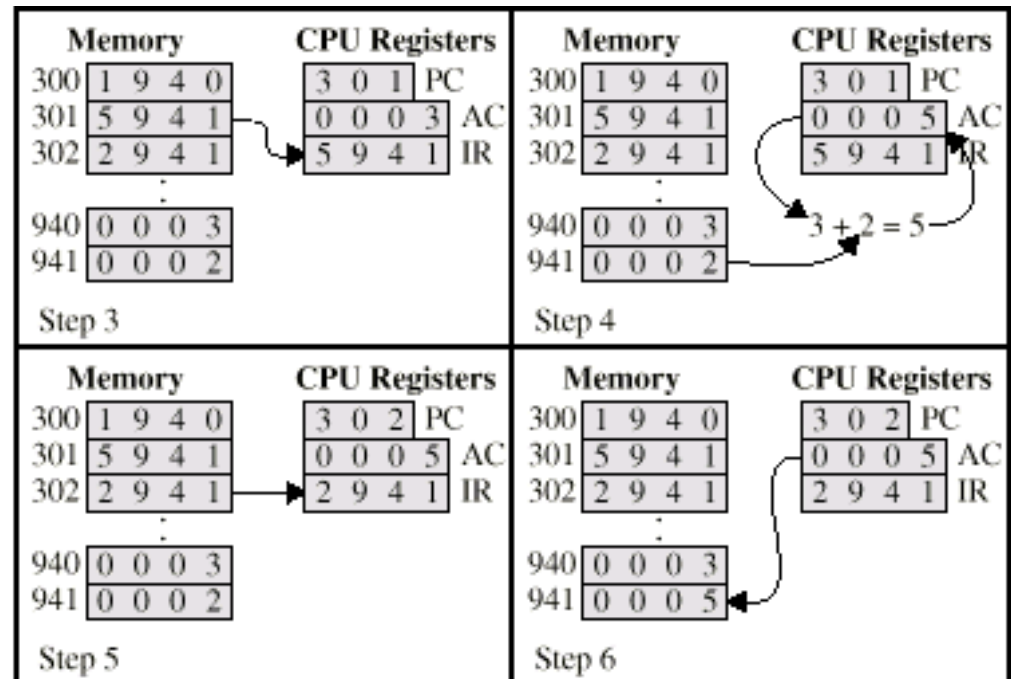 Memory CPU Registers
300 1 9 4 0 3 0 1 PC
301 5 9 4 1 0 0 0 3 AC
302 2 9 4 1 5 9 4 1 IR
940 0 0 0 3
941 0 0 0 2
Step 3
Memory CPU Registers
300 1 9 4 0 3 0 1 PC
301 5 9 4 1 0 0 0 5 AC
302 2 9 4 1 5 9 4 1 IR
940 0 0 0 3 3 + 2 = 5
941 0 0 0 2
Step 4
Memory CPU Registers
300 1 9 4 0 3 0 2 PC
301 5 9 4 1 0 0 0 5 AC
302 2 9 4 1 2 9 4 1 IR
940 0 0 0 3
941 0 0 0 2
Step 5
Memory CPU Registers
300 1 9 4 0 3 0 2 PC
301 5 9 4 1 0 0 0 5 AC
302 2 9 4 1 2 9 4 1 IR
940 0 0 0 3
941 0 0 0 5
Step 6